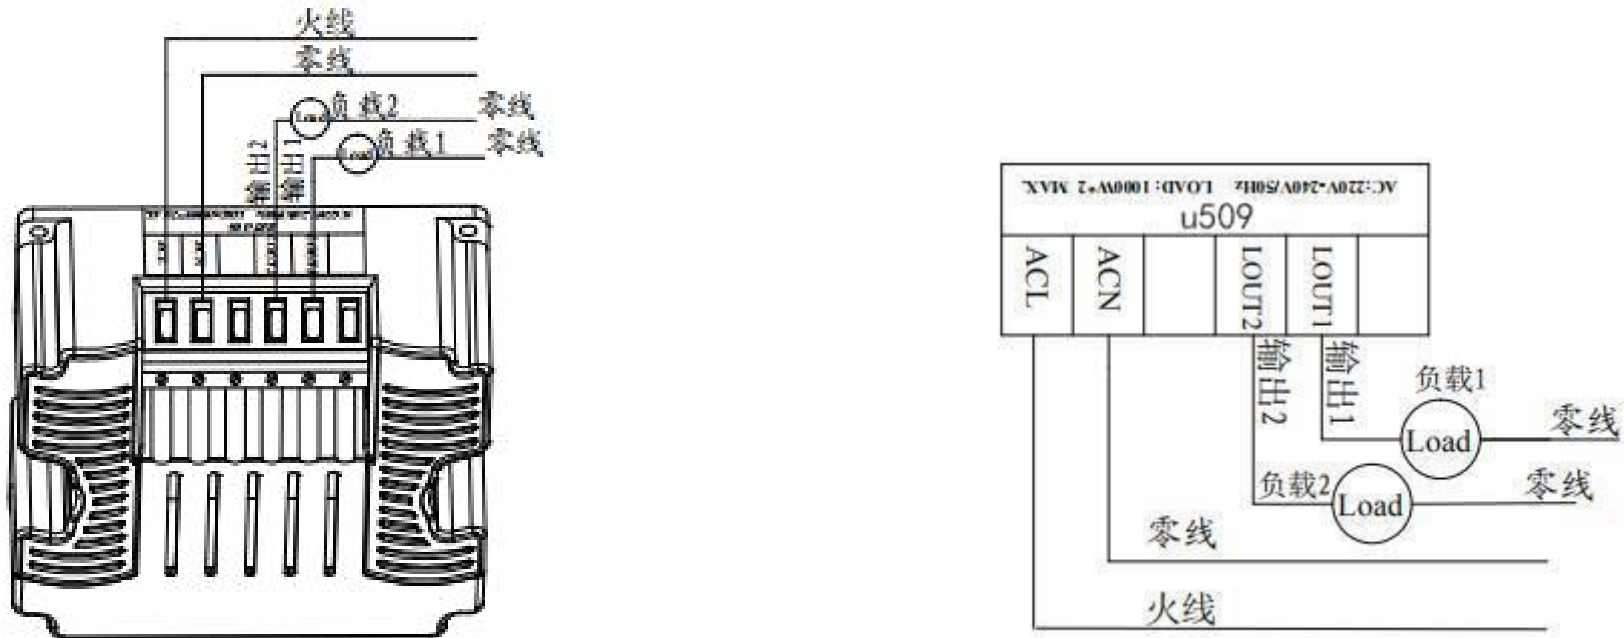 火线
零线
负载2
零线
Load
负载1
零线
Load
输出2
输出1
AC:220V-240V/50Hz LOAD:1000W*2 MAX.
u509
ACL
ACN
LOUT2
LOUT1
输出2
输出1
负载1
Load
零线
负载2
Load
零线
零线
火线